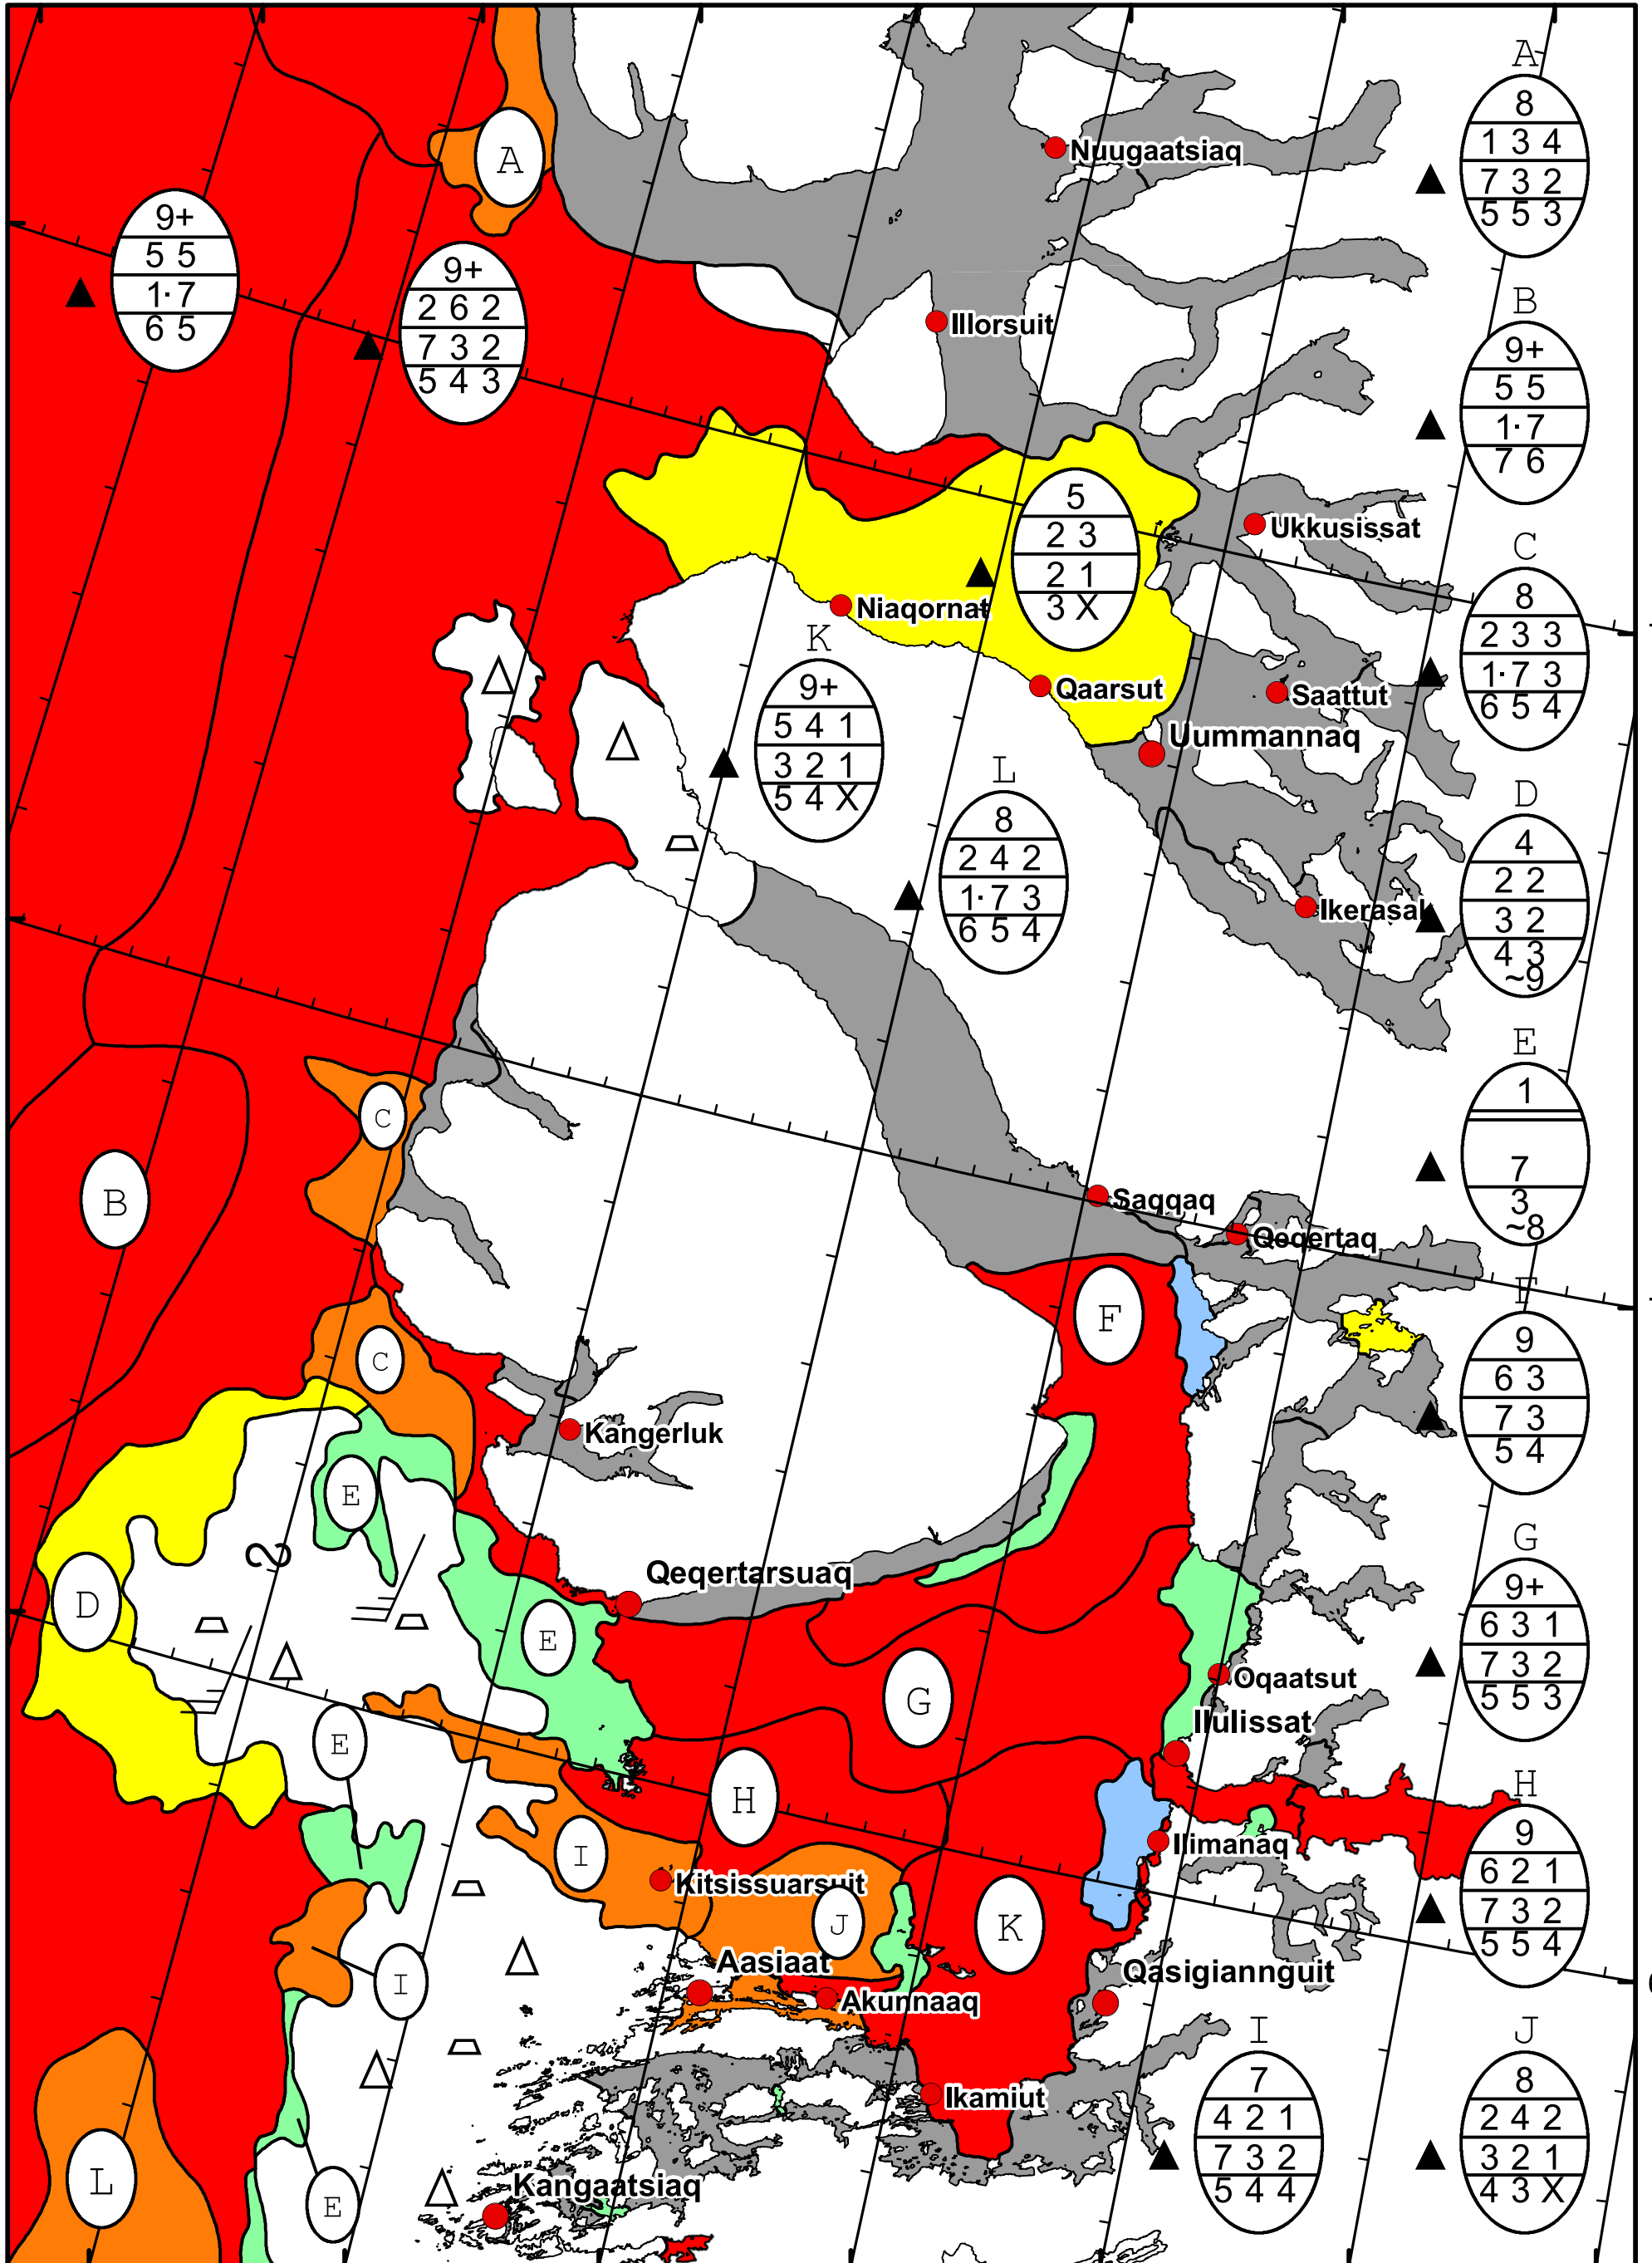 A
8
1 3 4
7 3 2
5 5 3
A
Nuugaatsiaq
9+
5 5
1· 7
6 5
9+
2 6 2
7 3 2
5 4 3
Illorsuit
B
9+
5 5
1· 7
7 6
5
2 3
2 1
3 X
Ukkusissat
Niaqornat
C
8
2 3 3
1· 7 3
6 5 4
K
9+
5 4 1
3 2 1
5 4 X
Qaarsut
Saattut
Uummannaq
L
8
2 4 2
1· 7 3
6 5 4
D
4
2 2
3 2
4 3
~9
Ikerasak
E
1
7
3
~8
C
B
Saqqaq
Qeqertaq
F
F
9
6 3
7 3
5 4
C
Kangerluk
E
2
Qeqertarsuaq
D
E
G
9+
6 3 1
7 3 2
5 5 3
G
Oqaatsut
Ilulissat
E
H
H
9
6 2 1
7 3 2
5 5 4
I
Ilimanaq
Kitsissuarsuit
J
K
Aasiaat
Akunnaaq
Qasigiannguit
I
I
7
4 2 1
7 3 2
5 4 4
J
8
2 4 2
3 2 1
4 3 X
Ikamiut
L
E
Kangaatsiaq